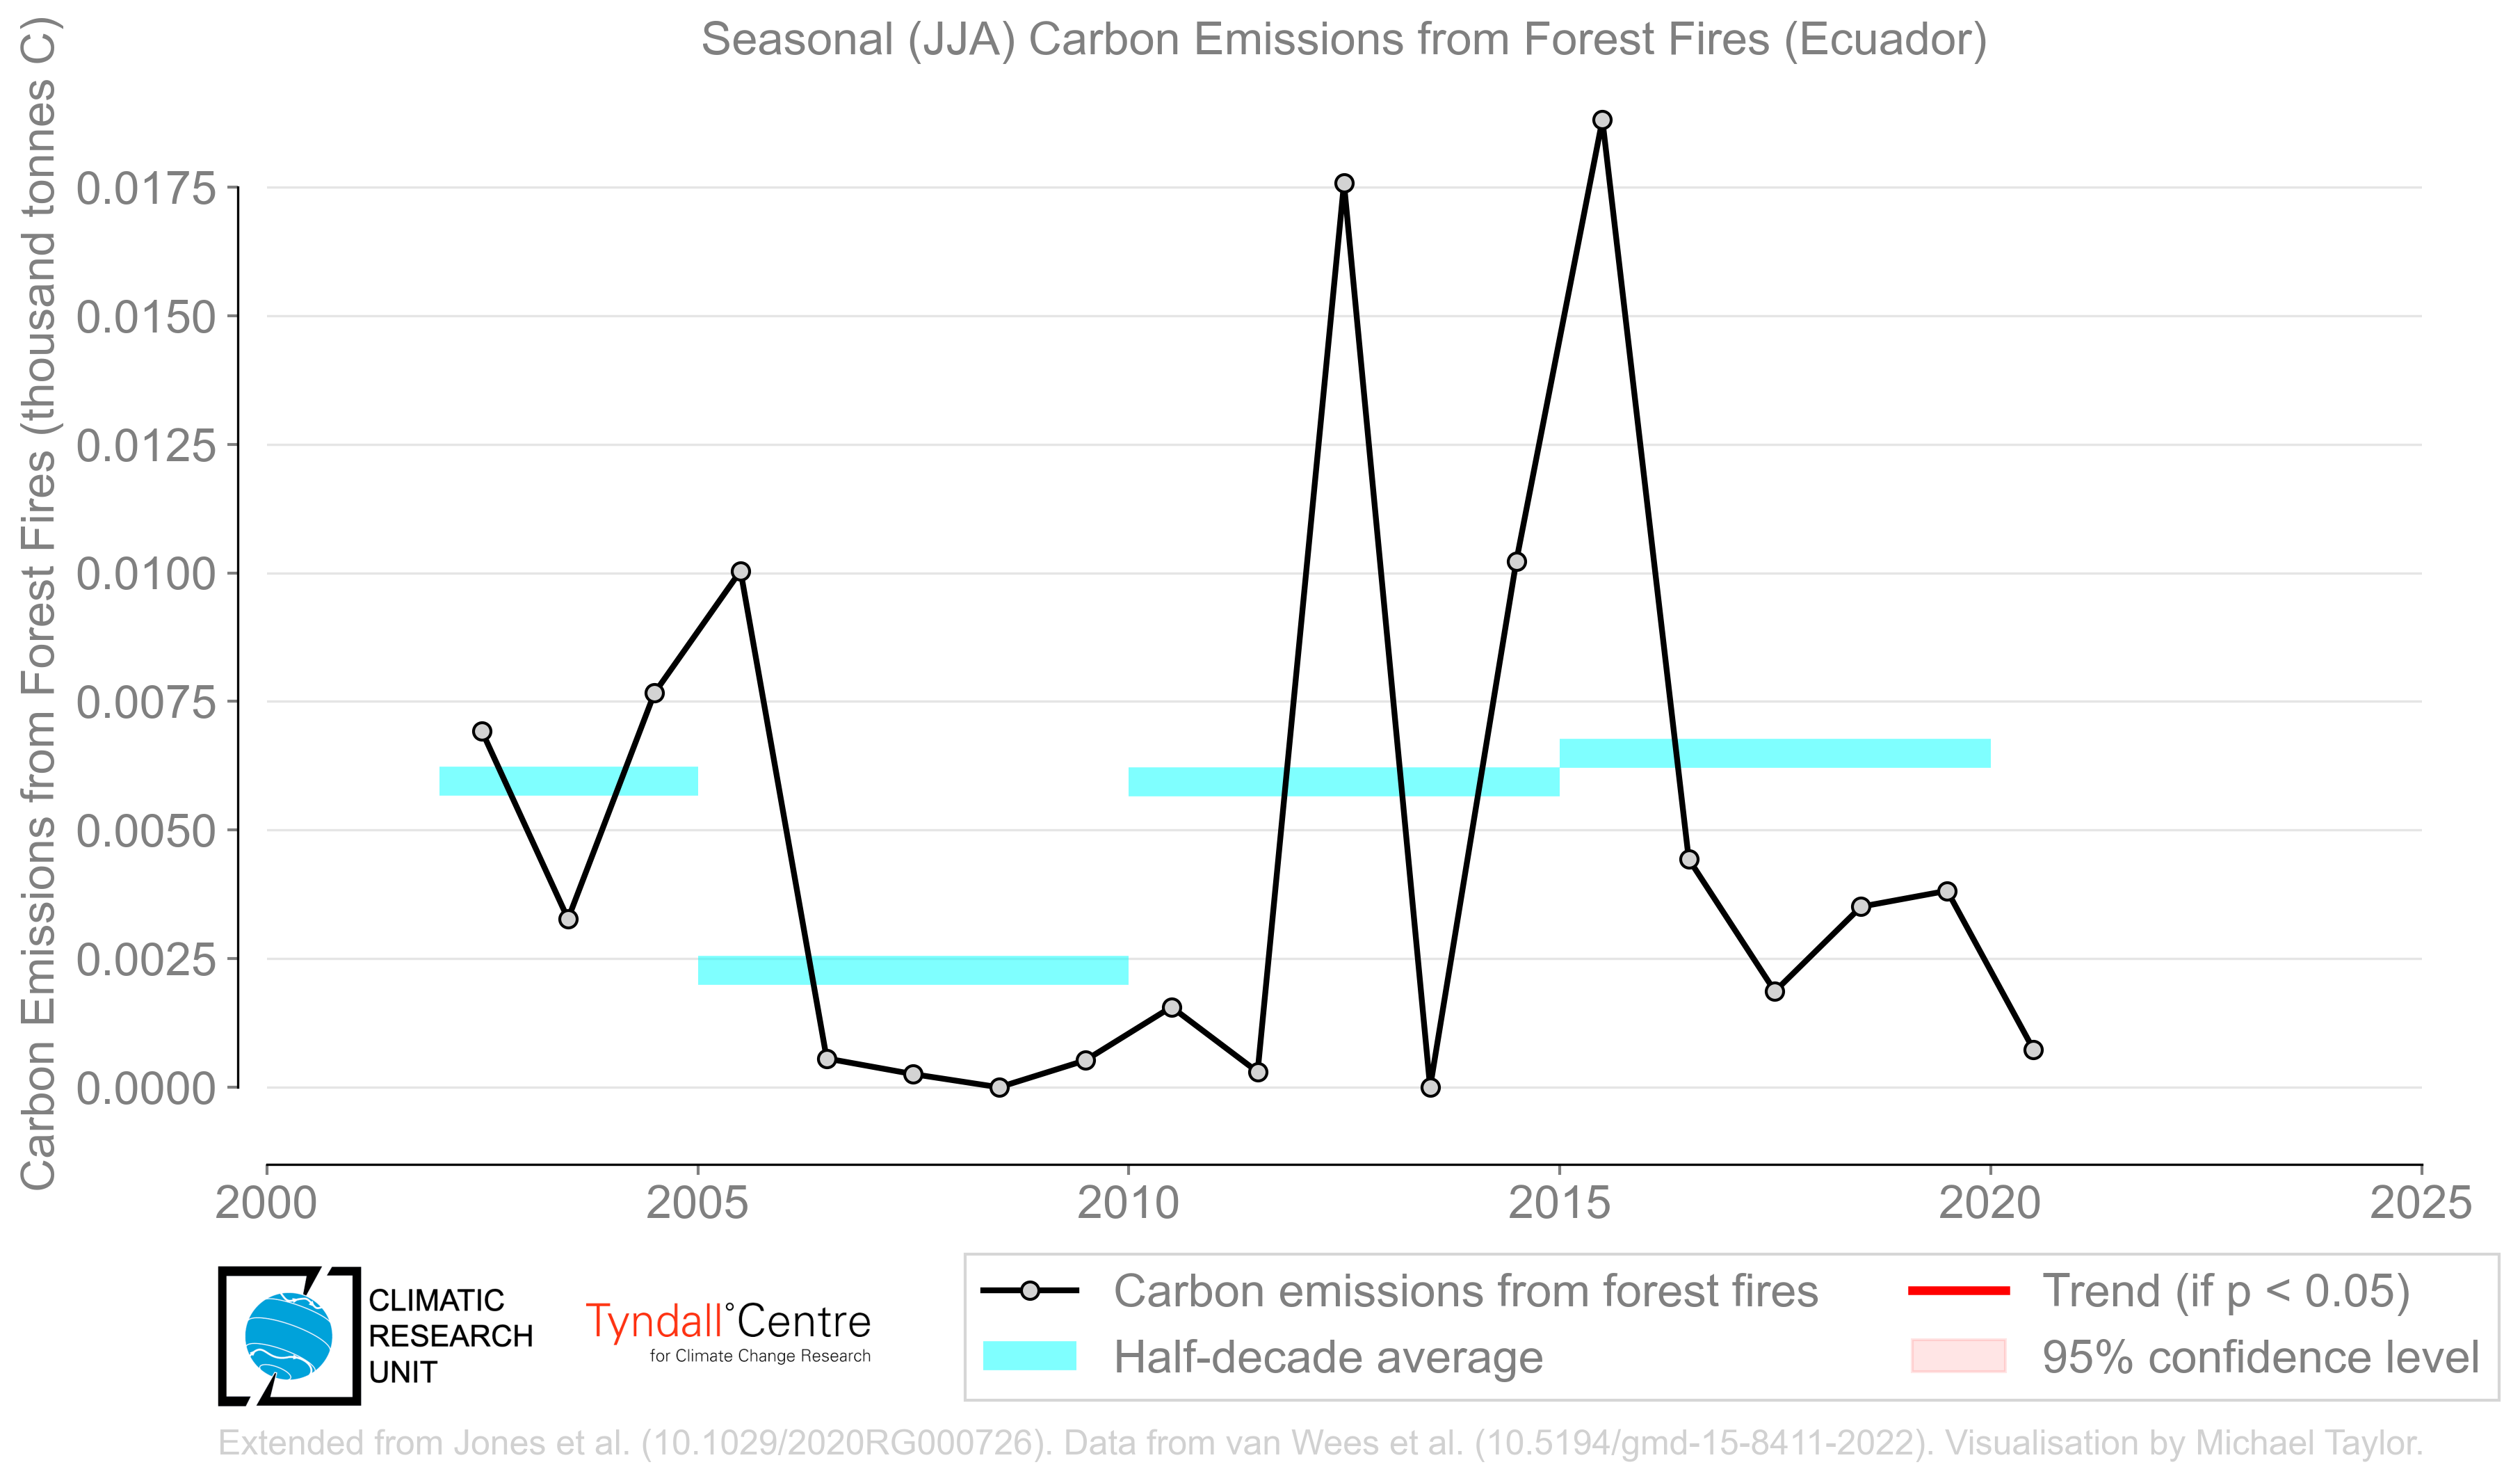 Seasonal (JJA) Carbon Emissions from Forest Fires (Ecuador)
Carbon Emissions from Forest Fires (thousand tonnes C)
0.0175
0.0150
0.0125
0.0100
0.0075
0.0050
0.0025
0.0000
2000 2005 2010 2015 2020 2025
CLIMATIC
RESEARCH
UNIT
Tyndall°Centre
for Climate Change Research
Carbon emissions from forest fires
Half-decade average
Trend (if p < 0.05)
95% confidence level
Extended from Jones et al. (10.1029/2020RG000726). Data from van Wees et al. (10.5194/gmd-15-8411-2022). Visualisation by Michael Taylor.